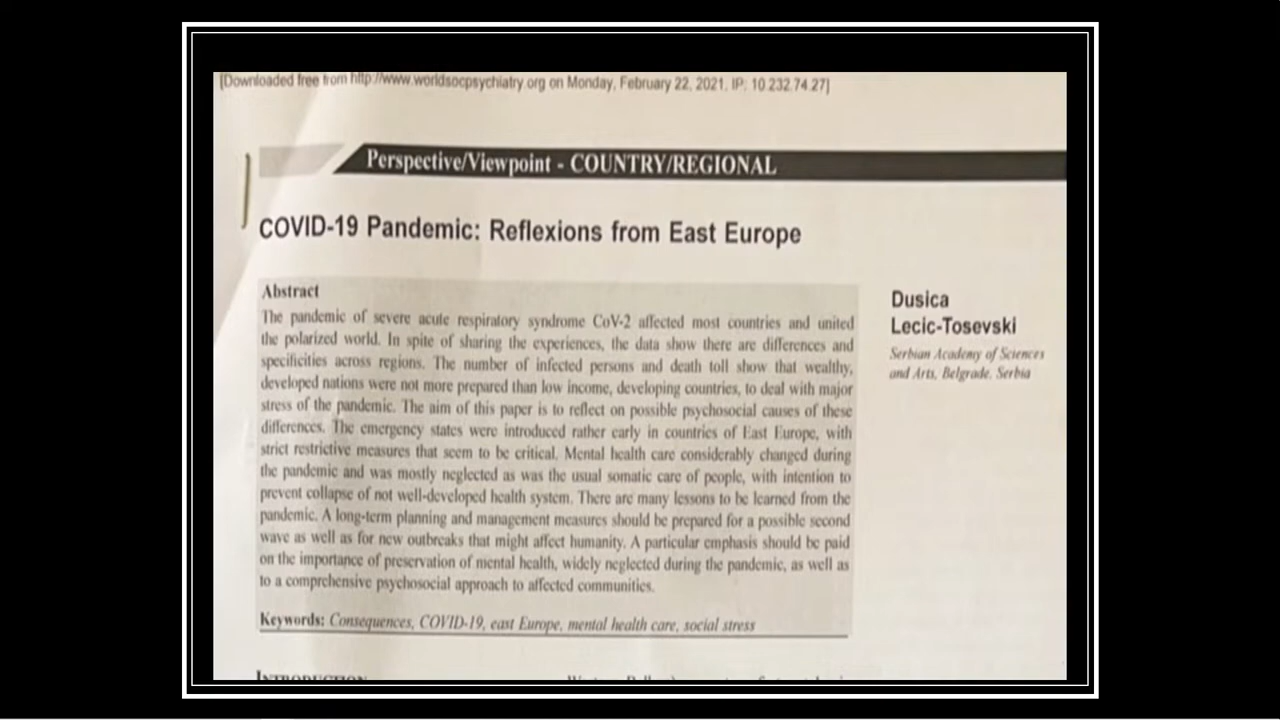 [Downloaded free from http://www.worldsocpsychiatry.org on Monday, February 22, 2021, IP: 10.232.74.27]
Perspective/Viewpoint - COUNTRY/REGIONAL
COVID-19 Pandemic: Reflexions from East Europe
Abstract
The pandemic of severe acute respiratory syndrome CoV-2 affected most countries and united
the polarized world. In spite of sharing the experiences, the data show there are differences and
specificities across regions. The number of infected persons and death toll show that wealthy,
developed nations were not more prepared than low income, developing countries, to deal with major
stress of the pandemic. The aim of this paper is to reflect on possible psychosocial causes of these
differences. The emergency states were introduced rather early in countries of East Europe, with
strict restrictive measures that seem to be critical. Mental health care considerably changed during
the pandemic and was mostly neglected as was the usual somatic care of people, with intention to
prevent collapse of not well-developed health system. There are many lessons to be learned from the
pandemic. A long-term planning and management measures should be prepared for a possible second
wave as well as for new outbreaks that might affect humanity. A particular emphasis should be paid
on the importance of preservation of mental health, widely neglected during the pandemic, as well as
to a comprehensive psychosocial approach to affected communities.
Keywords: Consequences, COVID-19, east Europe, mental health care, social stress
Dusica
Lecic-Tosevski
Serbian Academy of Sciences
and Arts, Belgrade, Serbia
INTRODUCTION